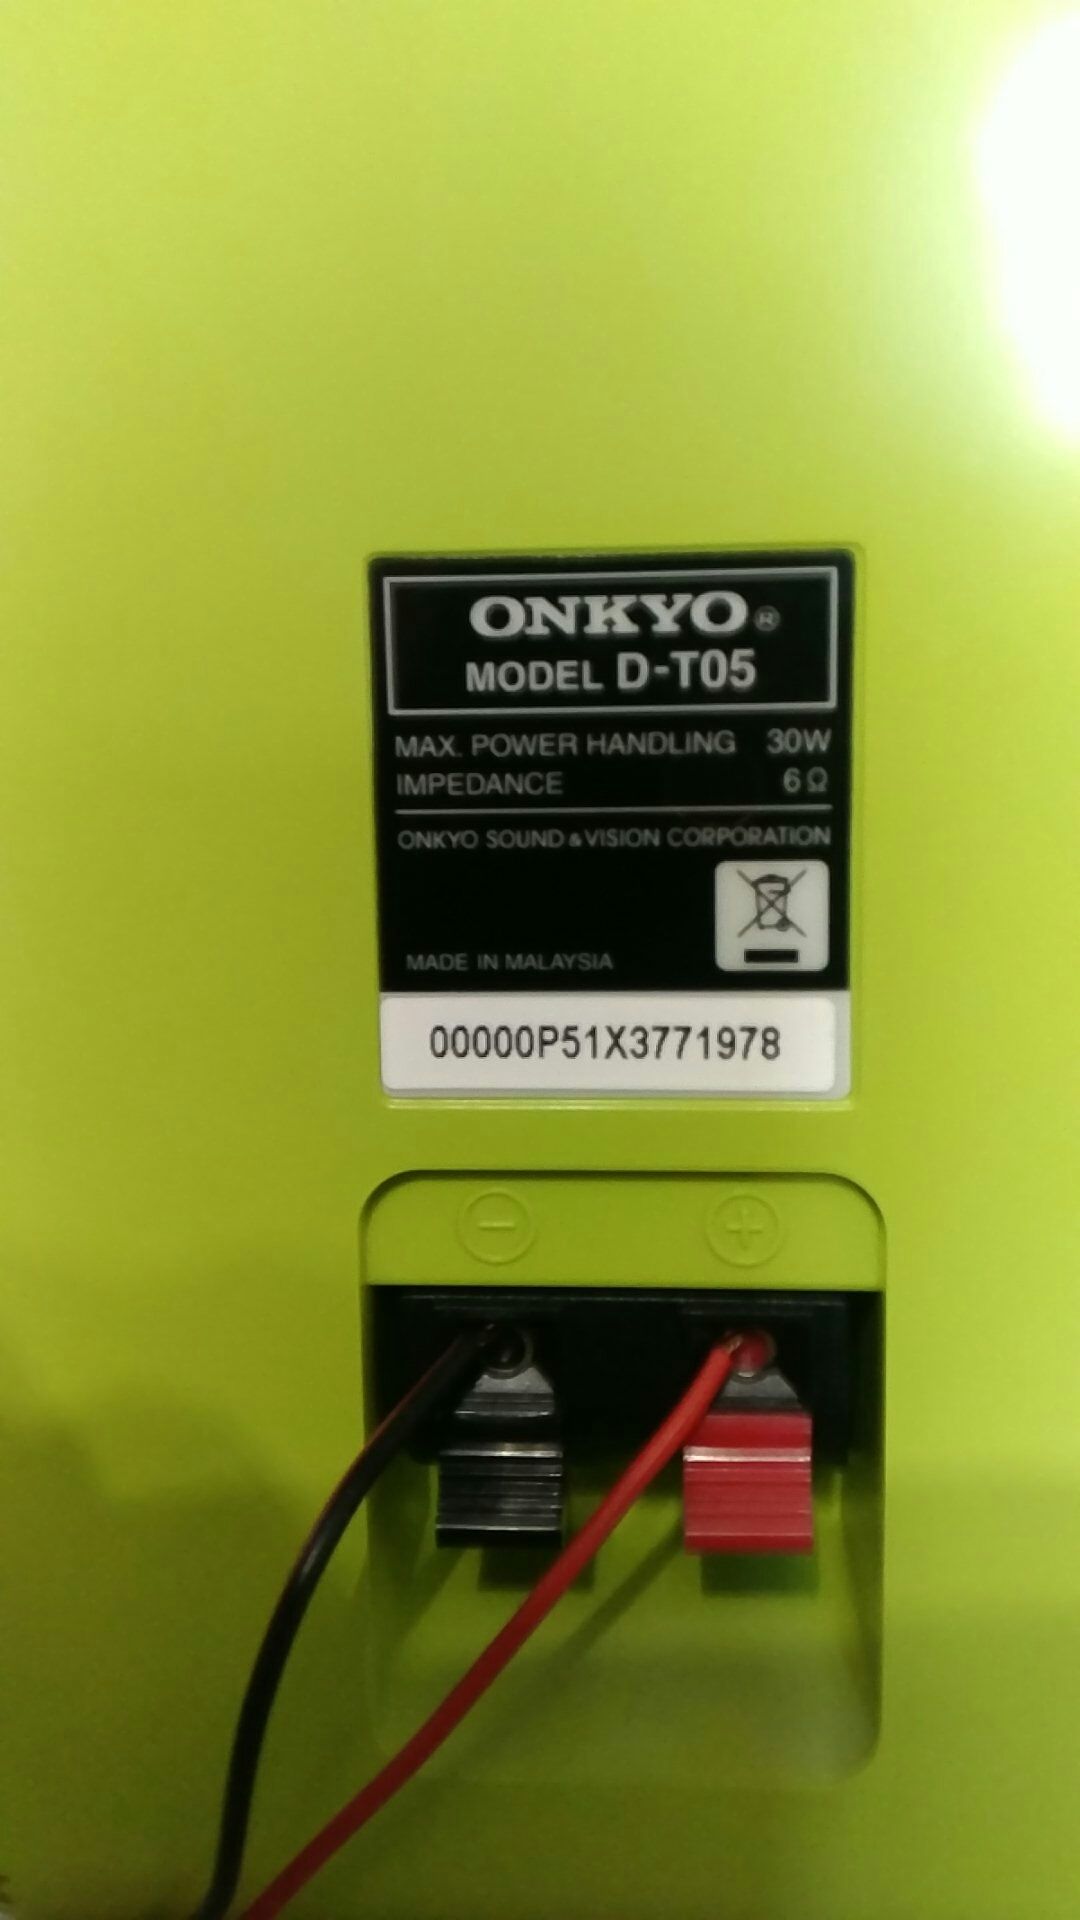 ONKYO®
MODEL D-T05
MAX. POWER HANDLING 30W
IMPEDANCE 6Ω
ONKYO SOUND & VISION CORPORATION
MADE IN MALAYSIA
00000P51X3771978
− +